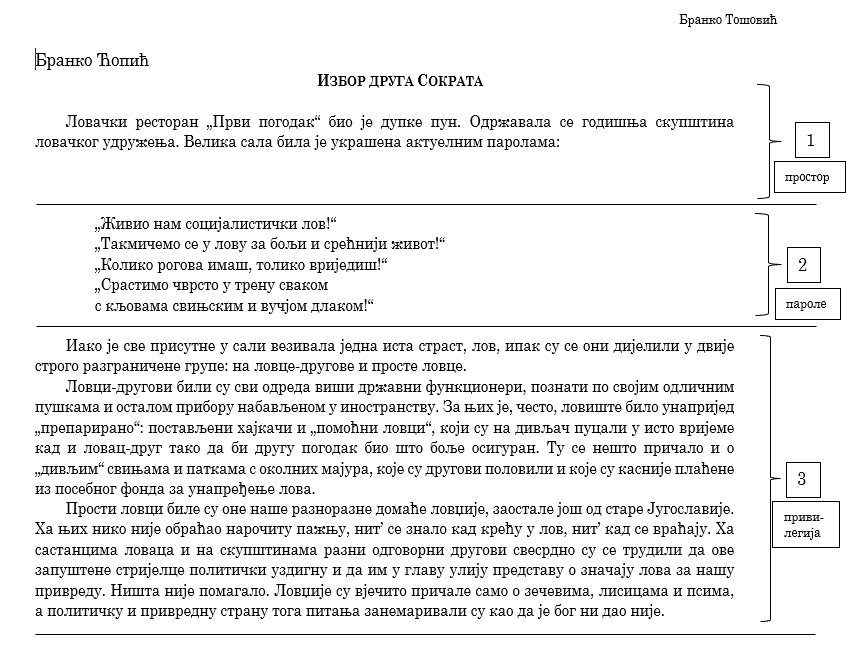 Бранко Тошовић
Бранко Ћопић
ИЗБОР ДРУГА СОКРАТА
Ловачки ресторан „Први погодак“ био је дупке пун. Одржавала се годишња скупштина
ловачког удружења. Велика сала била је украшена актуелним паролама:
1
простор
„Живио нам социјалистички лов!“
„Такмичемо се у лову за бољи и срећнији живот!“
„Колико рогова имаш, толико вриједиш!“
„Срастимо чврсто у трену сваком
с кљовама свињским и вучјом длаком!“
2
пароле
Иако је све присутне у сали везивала једна иста страст, лов, ипак су се они дијелили у двије
строго разграничене групе: на ловце-другове и просте ловце.
Ловци-другови били су сви одреда виши државни функционери, познати по својим одличним
пушкама и осталом прибору набављеном у иностранству. За њих је, често, ловиште било унапријед
„препарирано“: постављени хајкачи и „помоћни ловци“, који су на дивљач пуцали у исто вријеме
кад и ловац-друг тако да би другу погодак био што боље осигуран. Ту се нешто причало и о
„дивљим“ свињама и паткама с околних мајура, које су другови половили и које су касније плаћене
из посебног фонда за унапређење лова.
Прости ловци биле су оне наше разноразне домаће ловџије, заостале још од старе Југославије.
Ха њих нико није обраћао нарочиту пажњу, нит’ се знало кад крећу у лов, нит’ кад се враћају. Ха
састанцима ловаца и на скупштинама разни одговорни другови свесрдно су се трудили да ове
запуштене стријелце политички уздигну и да им у главу улију представу о значају лова за нашу
привреду. Ништа није помагало. Ловџије су вјечито причале само о зечевима, лисицама и псима,
а политичку и привредну страну тога питања занемаривали су као да је бог ни дао није.
3
приви-
легија